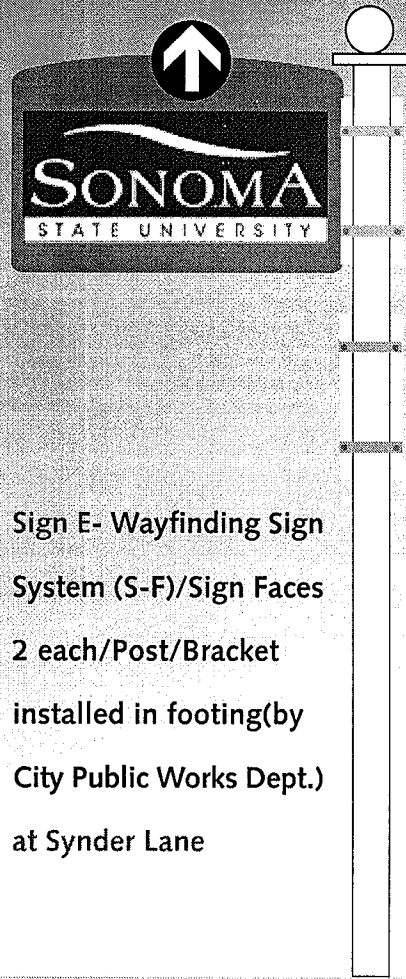 SONOMA
STATE UNIVERSITY
Sign E- Wayfinding Sign
System (S-F)/Sign Faces
2 each/Post/Bracket
installed in footing(by
City Public Works Dept.)
at Synder Lane